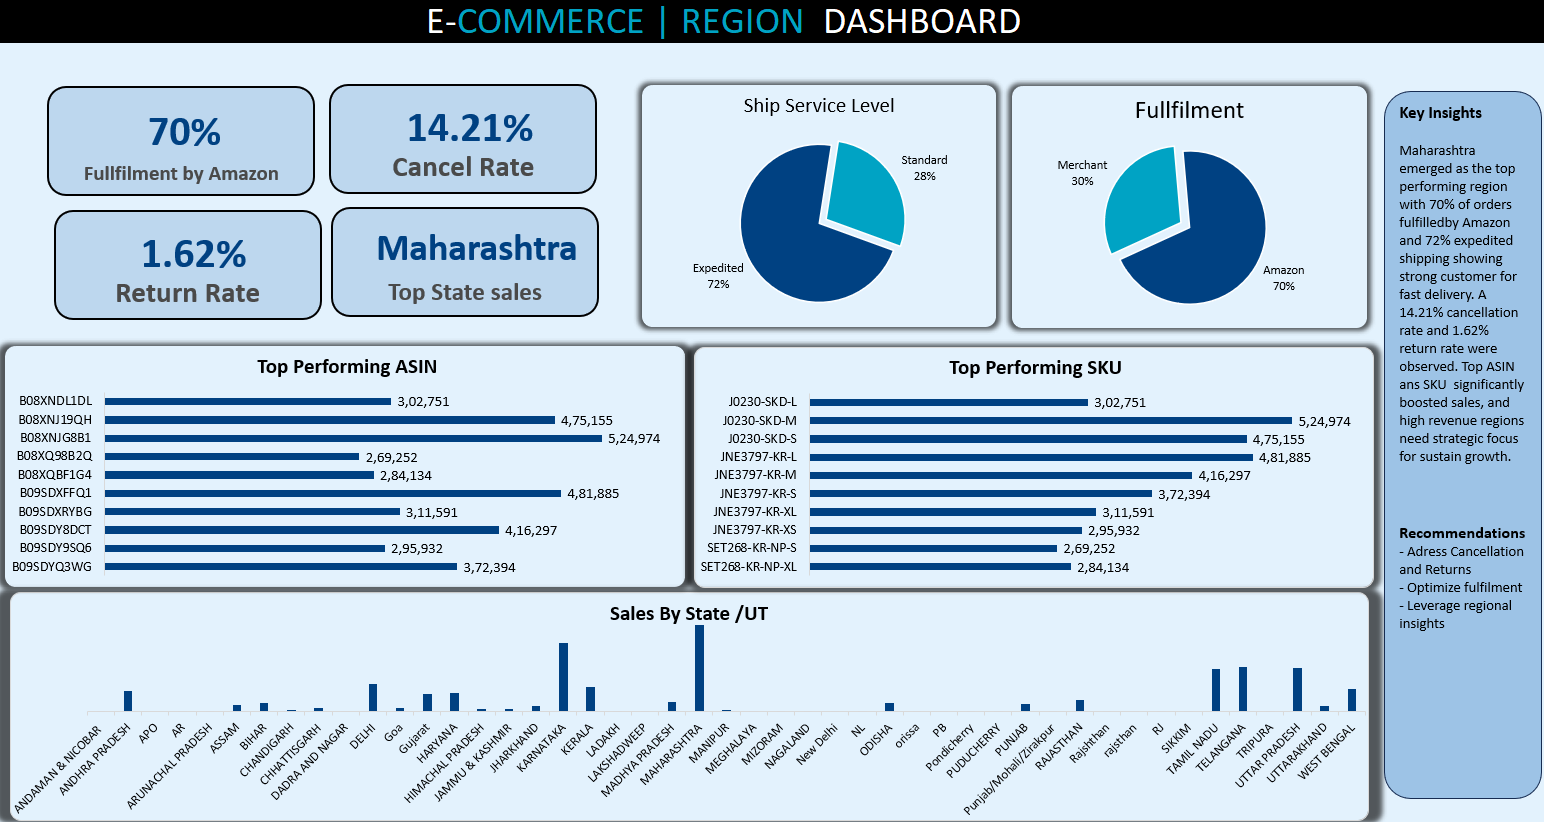 E-COMMERCE | REGION DASHBOARD
70%
Fullfilment by Amazon
14.21%
Cancel Rate
1.62%
Return Rate
Maharashtra
Top State sales
Ship Service Level
Standard
28%
Expedited
72%
Fullfilment
Merchant
30%
Amazon
70%
Top Performing ASIN
B08XNDL1DL 3,02,751
B08XNJ19QH 4,75,155
B08XNJG8B1 5,24,974
B08XQ98B2Q 2,69,252
B08XQBF1G4 2,84,134
B09SDXFFQ1 4,81,885
B09SDXRYBG 3,11,591
B09SDY8DCT 4,16,297
B09SDY9SQ6 2,95,932
B09SDYQ3WG 3,72,394
Top Performing SKU
J0230-SKD-L 3,02,751
J0230-SKD-M 5,24,974
J0230-SKD-S 4,75,155
JNE3797-KR-L 4,81,885
JNE3797-KR-M 4,16,297
JNE3797-KR-S 3,72,394
JNE3797-KR-XL 3,11,591
JNE3797-KR-XS 2,95,932
SET268-KR-NP-S 2,69,252
SET268-KR-NP-XL 2,84,134
Sales By State /UT
ANDAMAN & NICOBAR
ANDHRA PRADESH
APO
AR
ARUNACHAL PRADESH
ASSAM
BIHAR
CHANDIGARH
CHHATTISGARH
DADRA AND NAGAR
DELHI
Goa
Gujarat
HARYANA
HIMACHAL PRADESH
JAMMU & KASHMIR
JHARKHAND
KARNATAKA
KERALA
LADAKH
LAKSHADWEEP
MADHYA PRADESH
MAHARASHTRA
MANIPUR
MEGHALAYA
MIZORAM
NAGALAND
New Delhi
NL
ODISHA
orissa
PB
Pondicherry
PUDUCHERRY
PUNJAB
Punjab/Mohali/Zirakpur
RAJASTHAN
Rajshthan
rajsthan
RJ
SIKKIM
TAMIL NADU
TELANGANA
TRIPURA
UTTAR PRADESH
UTTARAKHAND
WEST BENGAL
Key Insights
Maharashtra
emerged as the top
performing region
with 70% of orders
fulfilledby Amazon
and 72% expedited
shipping showing
strong customer for
fast delivery. A
14.21% cancellation
rate and 1.62%
return rate were
observed. Top ASIN
ans SKU significantly
boosted sales, and
high revenue regions
need strategic focus
for sustain growth.
Recommendations
- Adress Cancellation
and Returns
- Optimize fulfilment
- Leverage regional
insights